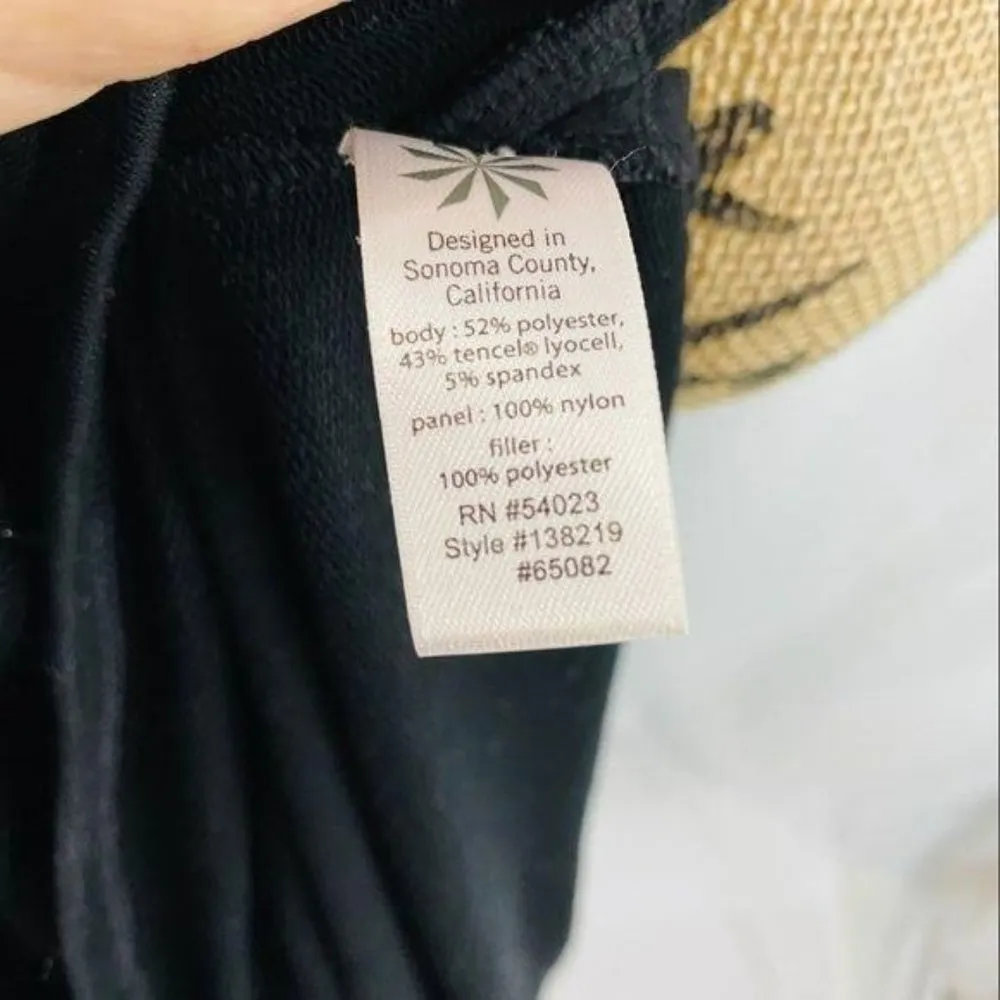 Designed in
Sonoma County,
California
body : 52% polyester,
43% tencel® lyocell,
5% spandex
panel : 100% nylon
filler :
100% polyester
RN #54023
Style #138219
#65082